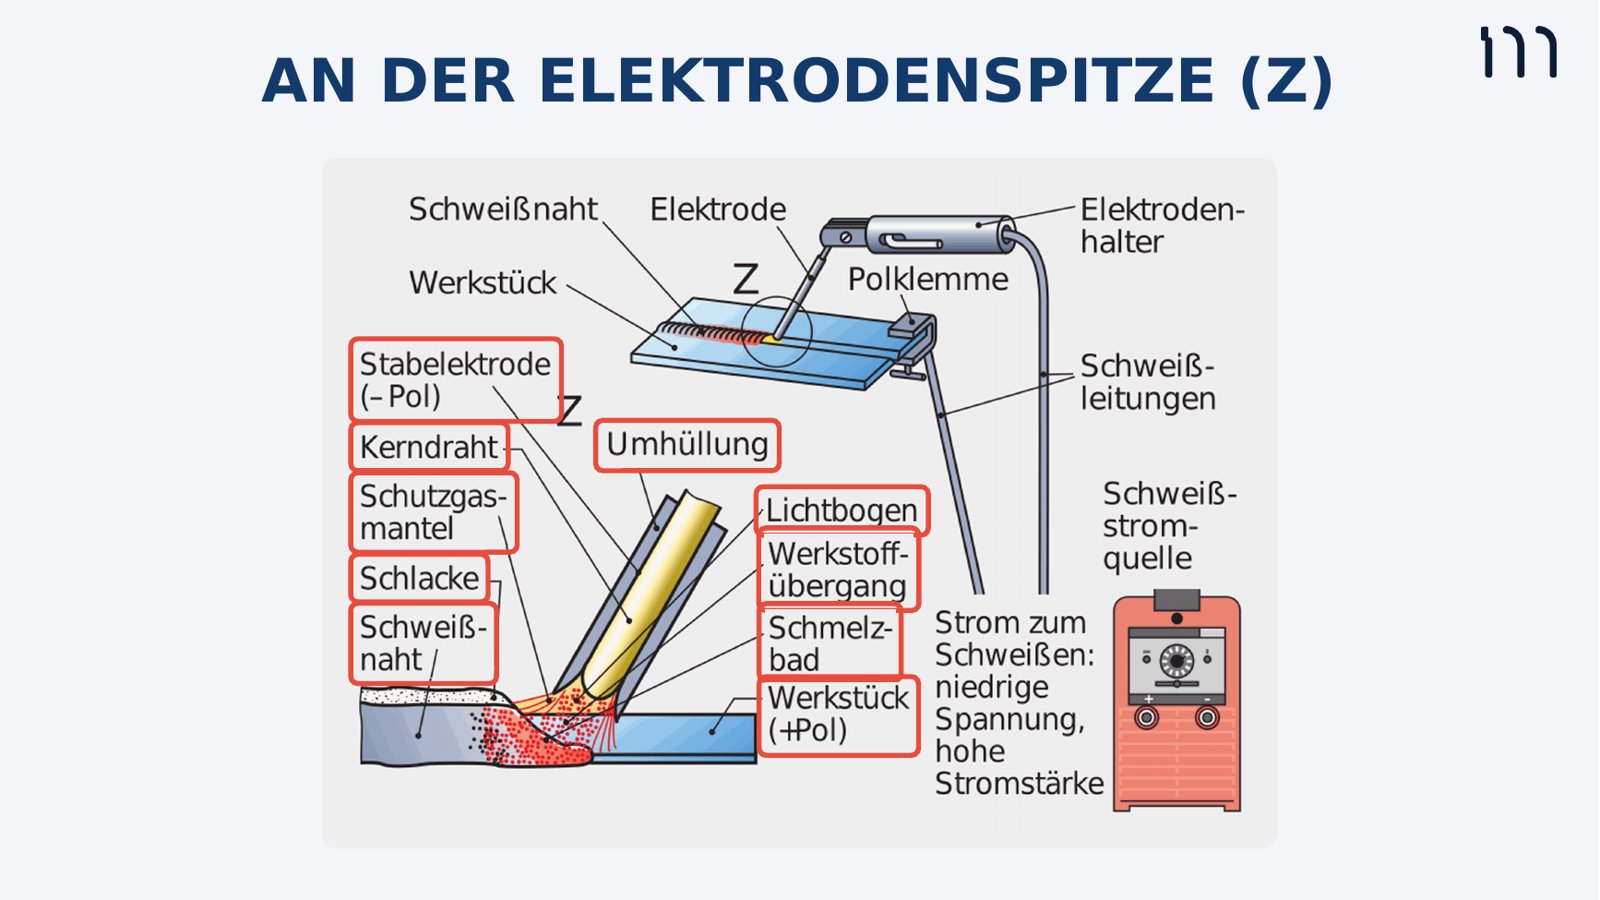 AN DER ELEKTRODENSPITZE (Z)
Schweißnaht
Elektrode
Elektroden-
halter
Werkstück
Z
Polklemme
Stabelektrode
(– Pol)
Z
Schweiß-
leitungen
Kerndraht
Umhüllung
Schutzgas-
mantel
Lichtbogen
Schweiß-
strom-
quelle
Werkstoff-
übergang
Schlacke
Schweiß-
naht
Schmelz-
bad
Werkstück
(+Pol)
Strom zum
Schweißen:
niedrige
Spannung,
hohe
Stromstärke
+ –